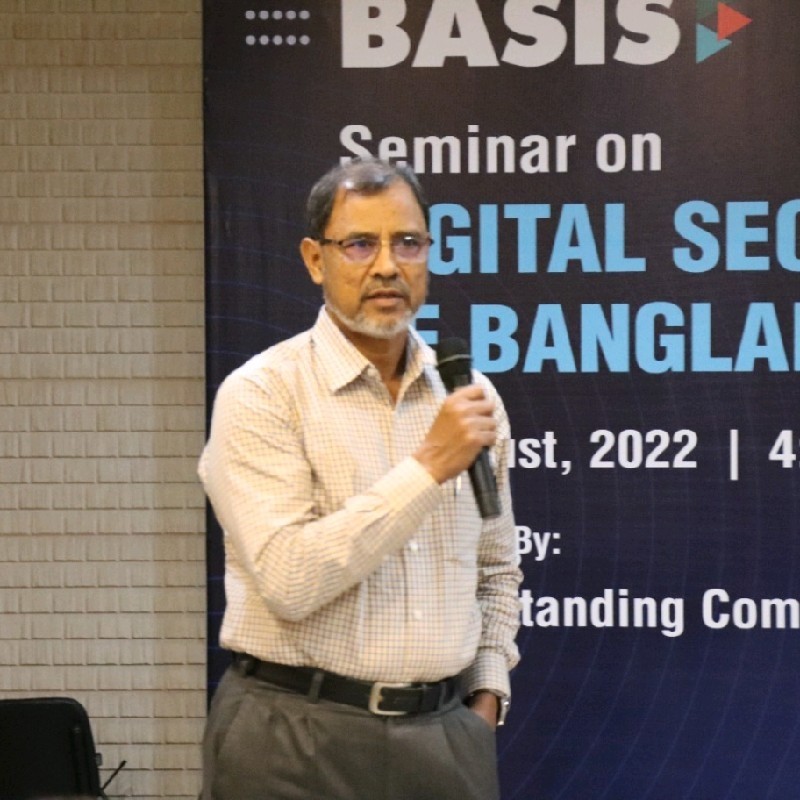 BASIS
Seminar on
GITAL SEC
E BANGLA
ust, 2022 | 4
By:
tanding Com